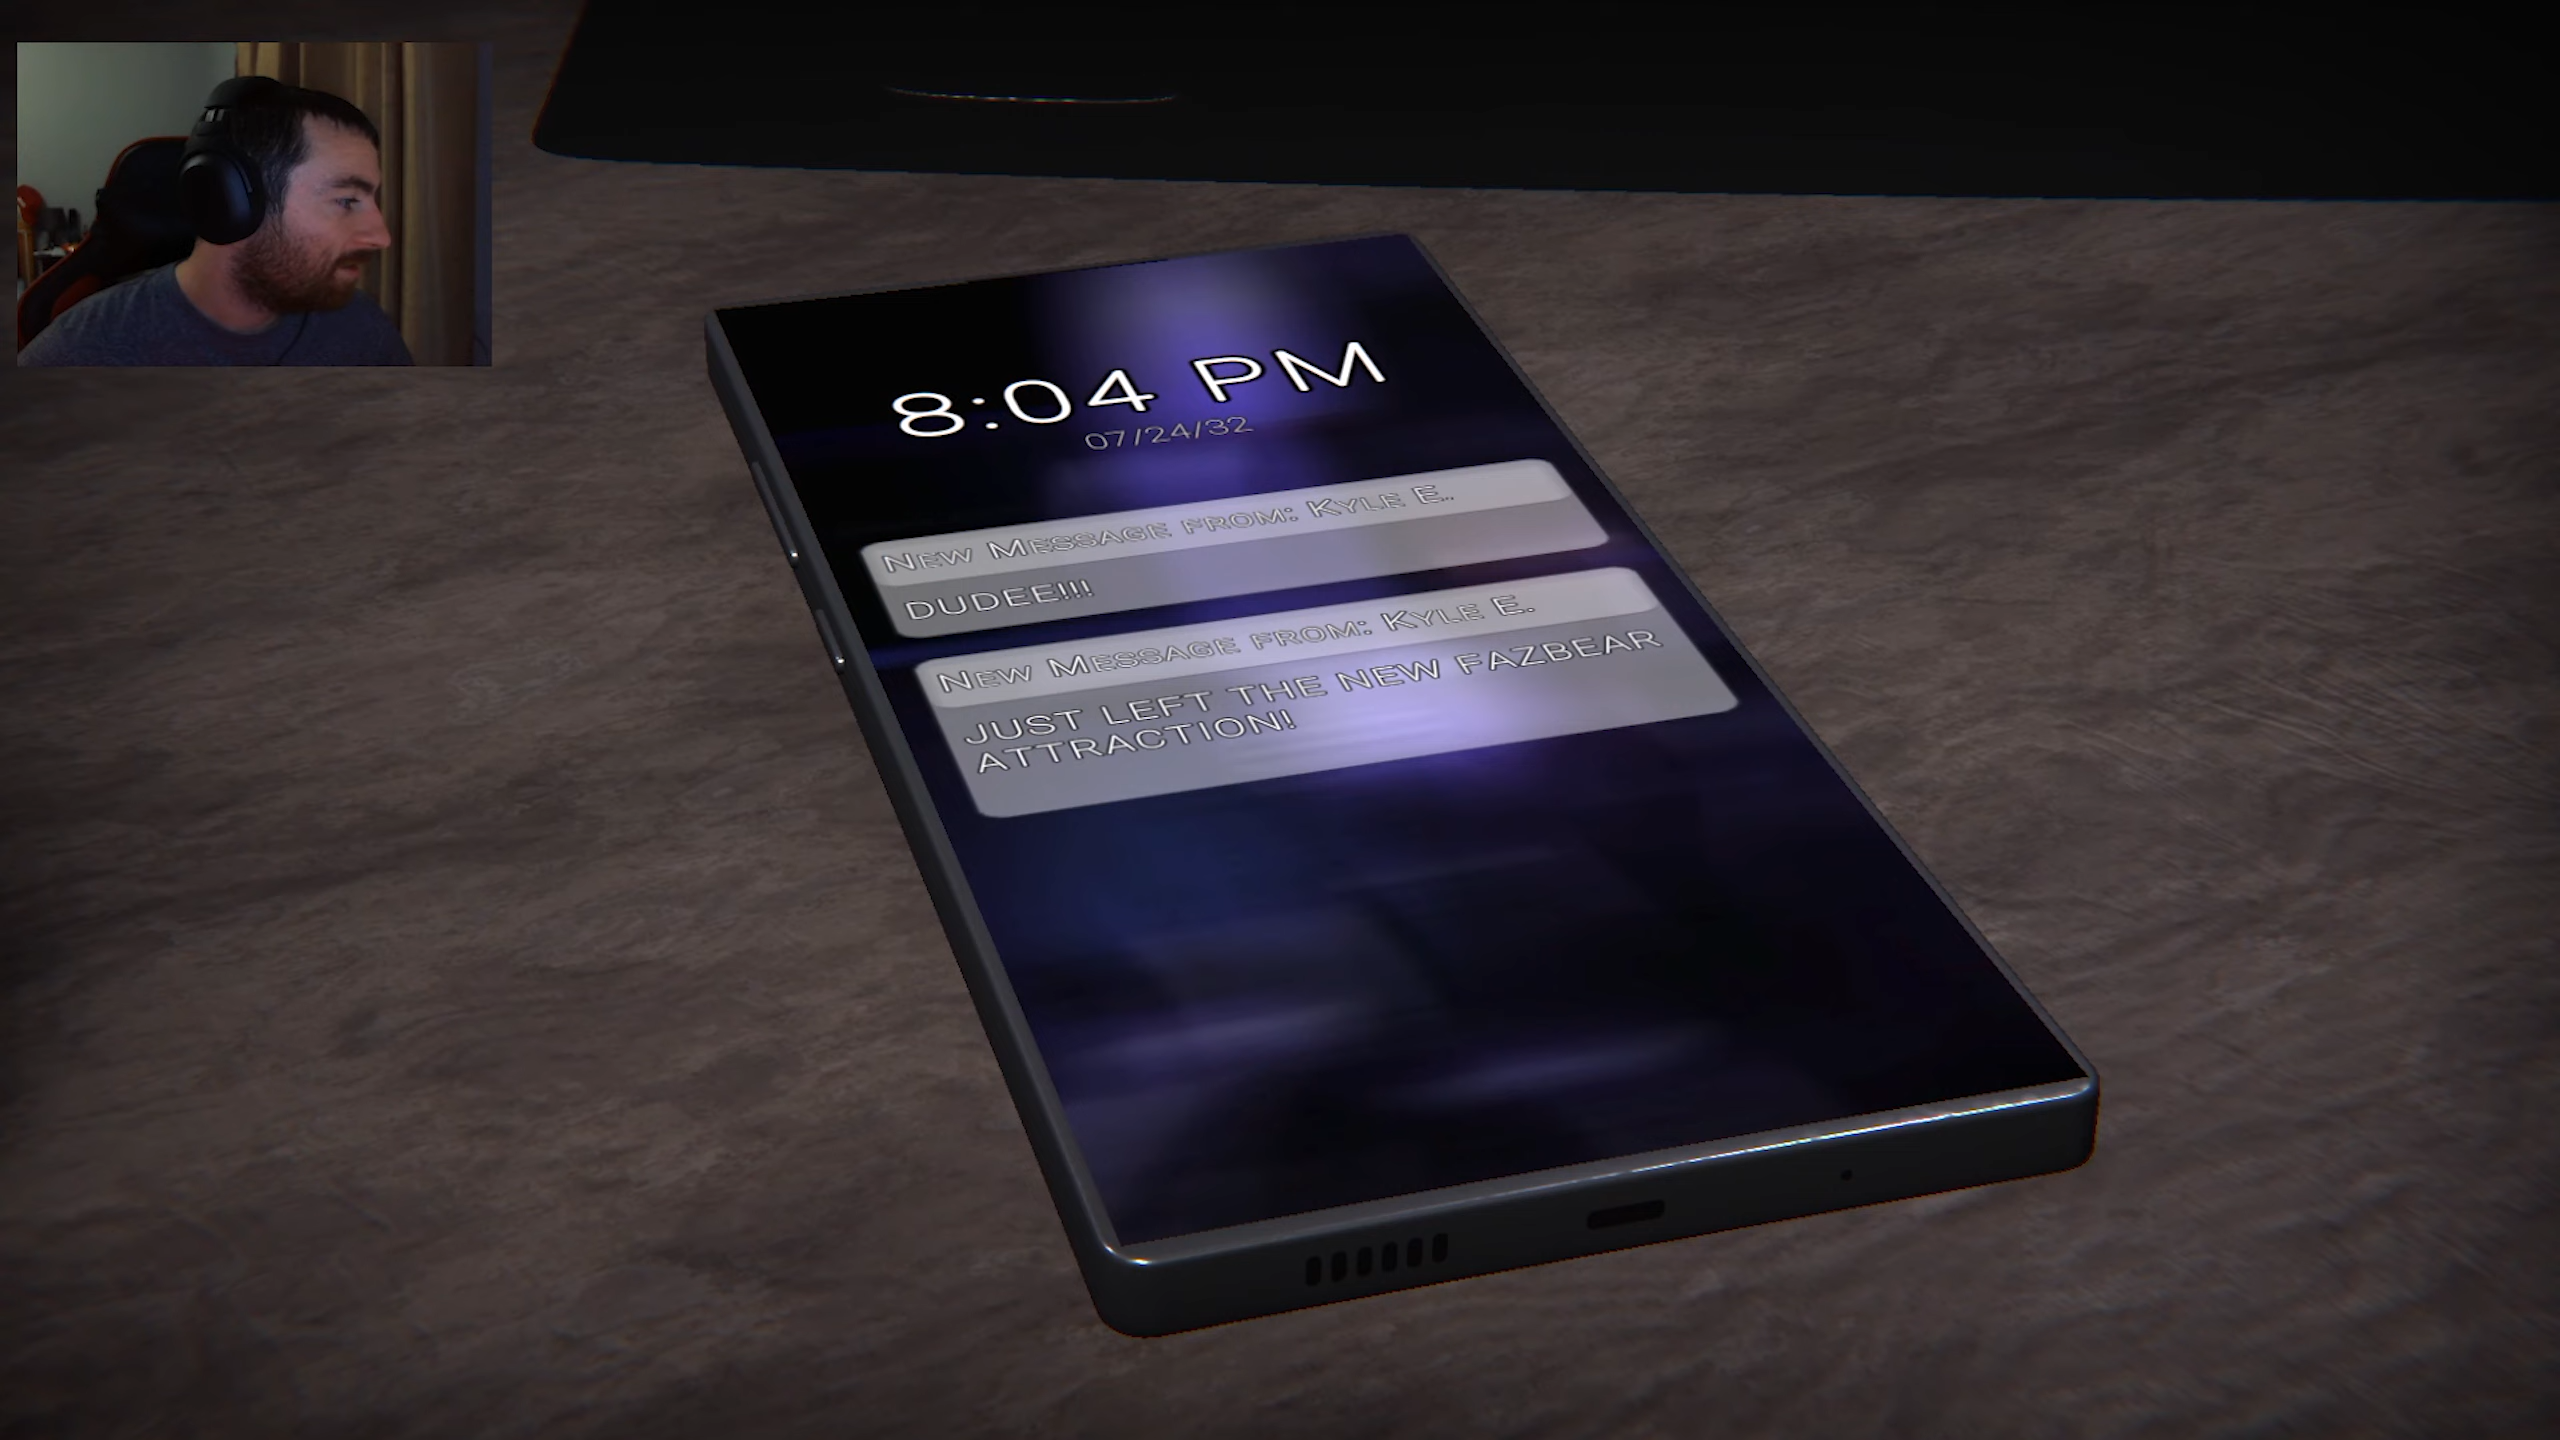 8:04 PM
07/24/32
New Message from: Kyle E.
DUDEE!!!
New Message from: Kyle E.
JUST LEFT THE NEW FAZBEAR
ATTRACTION!